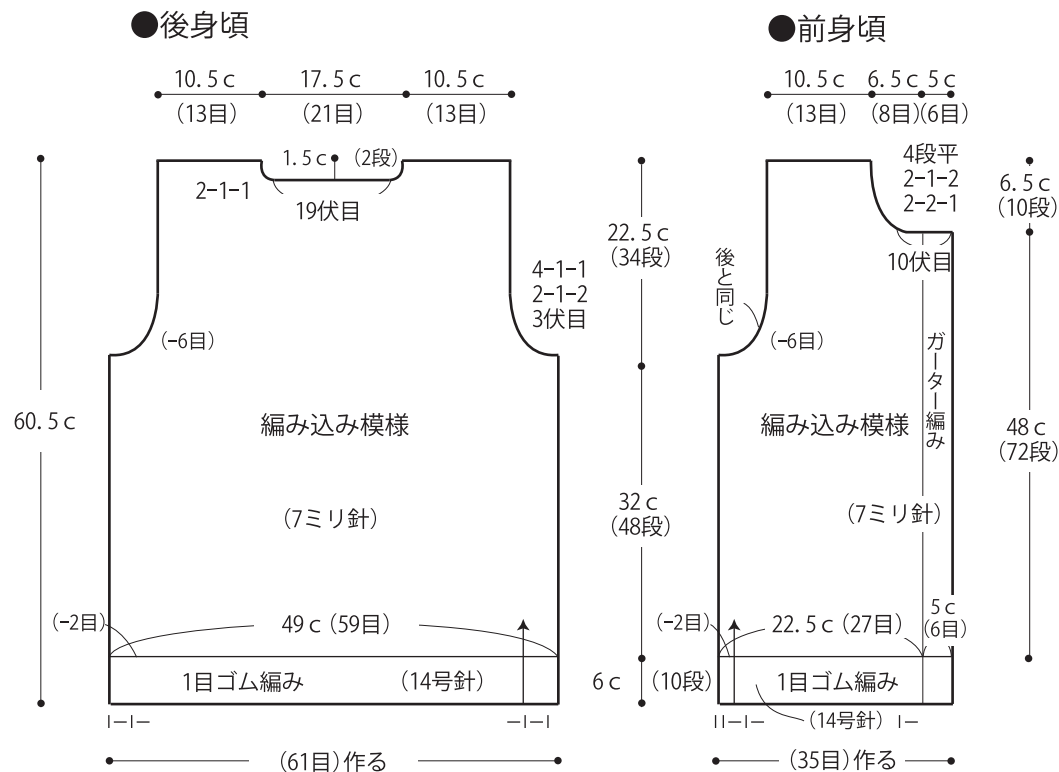 ●後身頃
10.5c
17.5c
10.5c
(13目)
(21目)
(13目)
1.5c
(2段)
2-1-1
19伏目
4-1-1
2-1-2
3伏目
(-6目)
60.5c
編み込み模様
(7ミリ針)
(-2目)
49c (59目)
1目ゴム編み
(14号針)
|-|-
-|-|
(61目)作る
22.5c
(34段)
32c
(48段)
6c
(10段)
●前身頃
10.5c
6.5c
5c
(13目)
(8目)
(6目)
4段平
2-1-2
2-2-1
10伏目
6.5c
(10段)
後と同じ
(-6目)
ガーター編み
編み込み模様
48c
(72段)
(7ミリ針)
(-2目)
22.5c (27目)
5c
(6目)
1目ゴム編み
(14号針)
||-|-
|-
(35目)作る